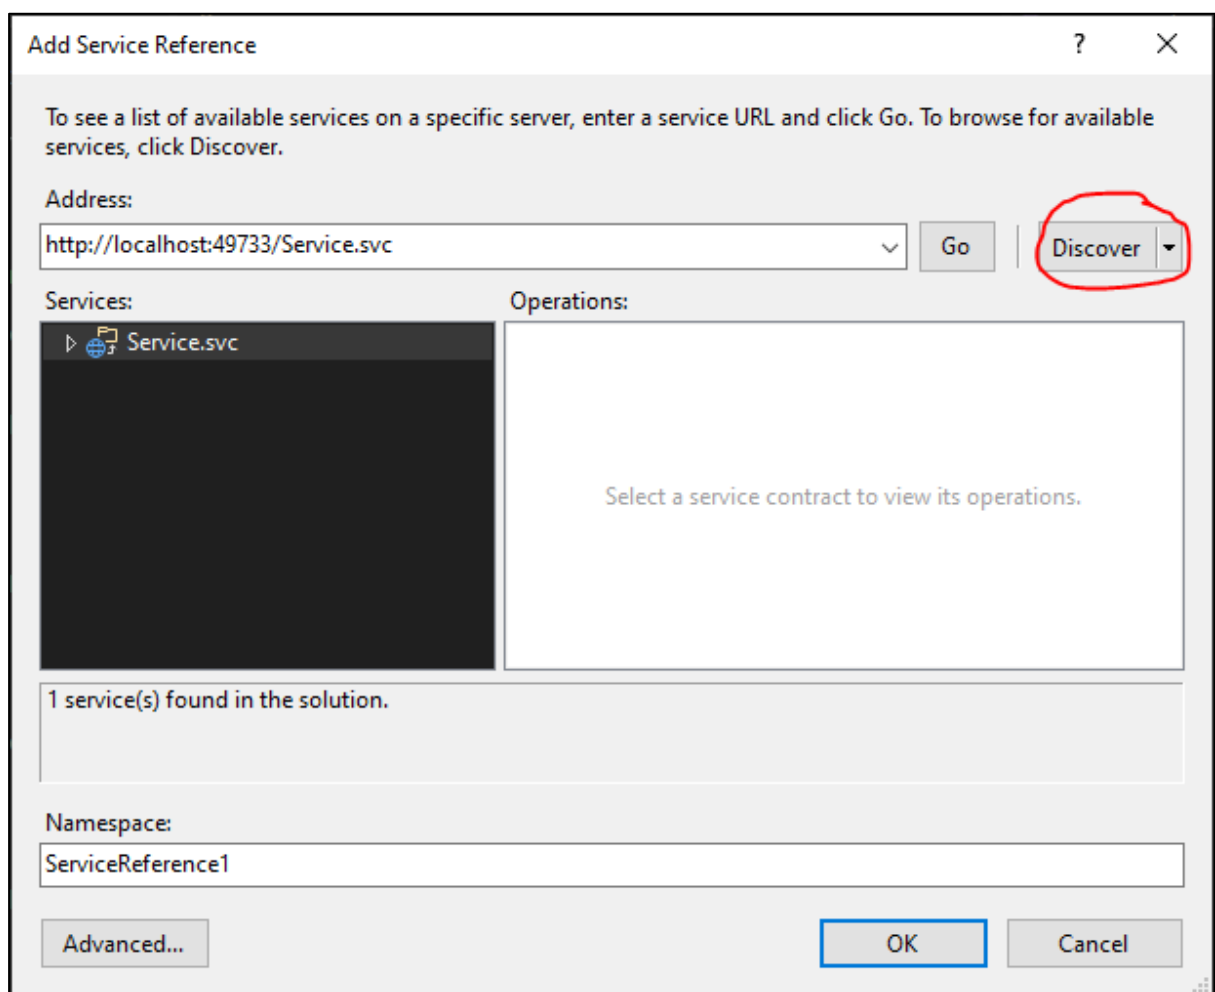 Add Service Reference
?
To see a list of available services on a specific server, enter a service URL and click Go. To browse for available
services, click Discover.
Address:
http://localhost:49733/Service.svc
Go
Discover
Services:
Operations:
Service.svc
Select a service contract to view its operations.
1 service(s) found in the solution.
Namespace:
ServiceReference1
Advanced...
OK
Cancel